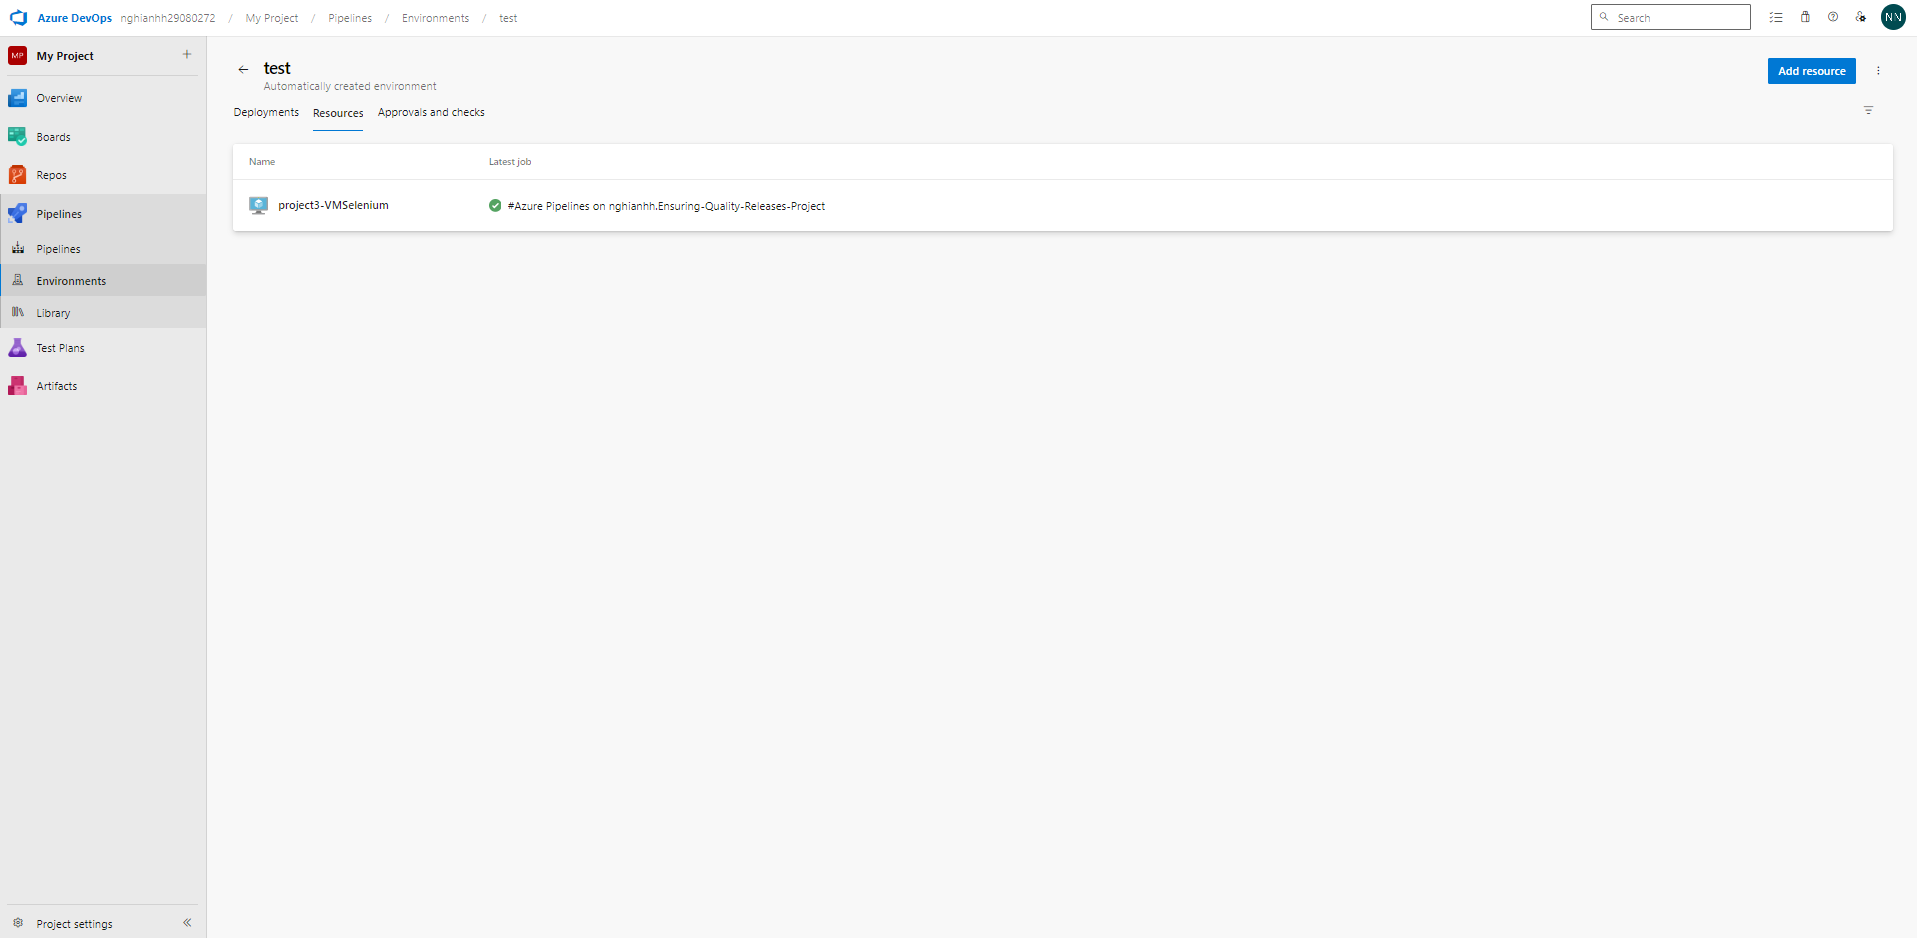 Azure DevOps nghianhh29080272 / My Project / Pipelines / Environments / test
Search
NN
MP My Project
Overview
Boards
Repos
Pipelines
Pipelines
Environments
Library
Test Plans
Artifacts
Project settings
test
Automatically created environment
Add resource
Deployments Resources Approvals and checks
Name Latest job
project3-VMSelenium #Azure Pipelines on nghianhh.Ensuring-Quality-Releases-Project